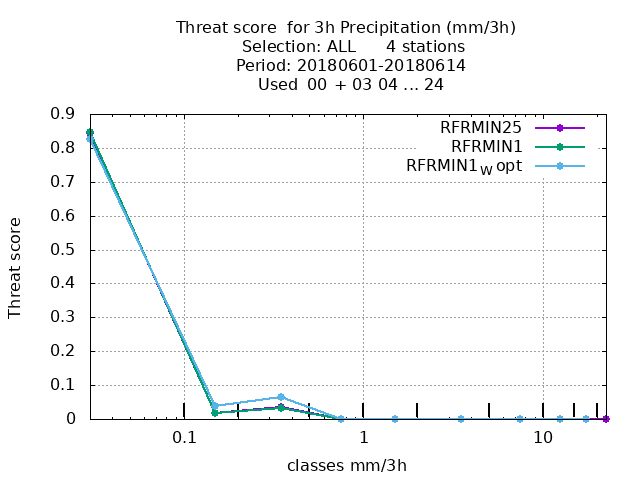 Threat score  for 3h Precipitation (mm/3h)
Selection: ALL      4 stations
Period: 20180601-20180614
Used  00  + 03 04 ... 24
RFRMIN25
RFRMIN1
RFRMIN1W opt
0.9
0.8
0.7
0.6
0.5
0.4
0.3
0.2
0.1
0
Threat score
0.1 1 10
classes mm/3h